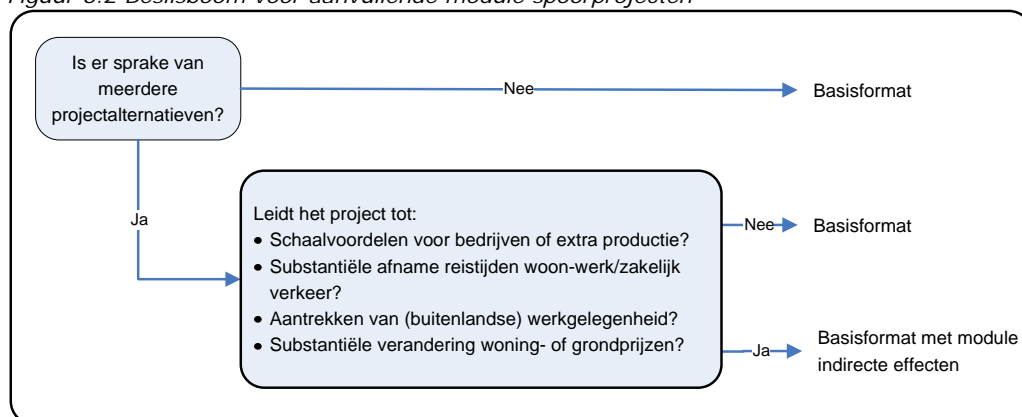 Figuur 3.2 Beslisboom voor aanvullende module spoorprojecten
Is er sprake van
meerdere
projectalternatieven?
Nee
Basisformat
Ja
Leidt het project tot:
• Schaalvoordelen voor bedrijven of extra productie?
• Substantiële afname reistijden woon-werk/zakelijk
verkeer?
• Aantrekken van (buitenlandse) werkgelegenheid?
• Substantiële verandering woning- of grondprijzen?
Nee
Basisformat
Ja
Basisformat met module
indirecte effecten